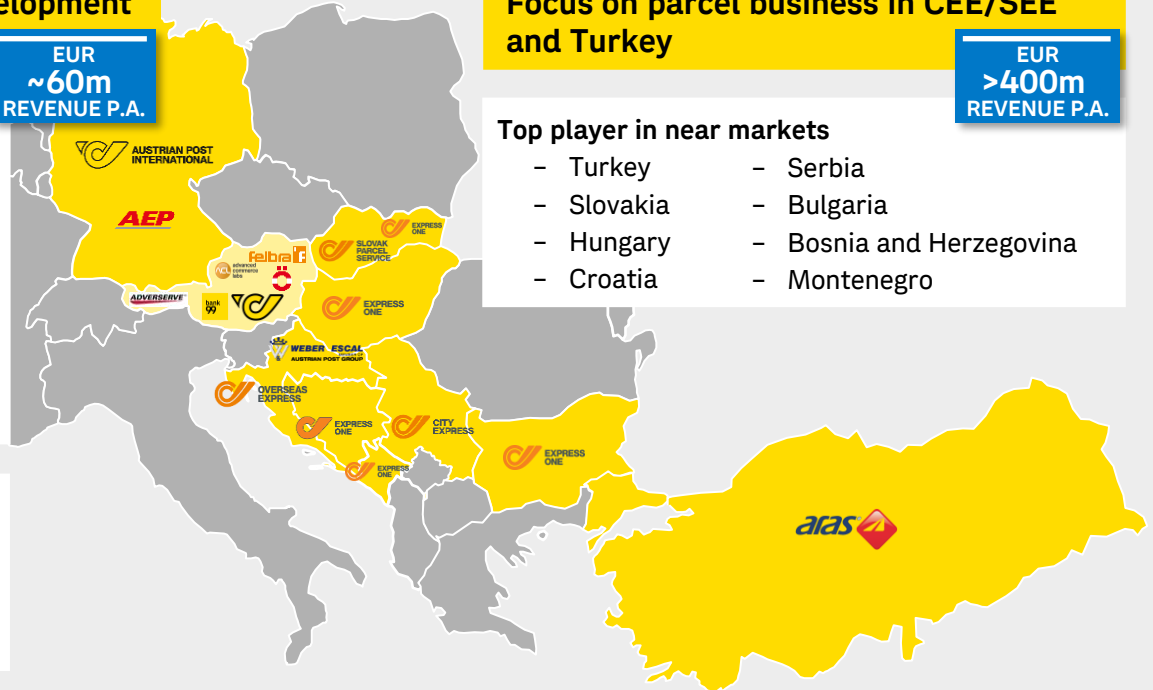 elopment
EUR
~60m
REVENUE P.A.
Focus on parcel business in CEE/SEE
and Turkey
EUR
>400m
REVENUE P.A.
Top player in near markets
– Turkey
– Slovakia
– Hungary
– Croatia
– Serbia
– Bulgaria
– Bosnia and Herzegovina
– Montenegro
AUSTRIAN POST
INTERNATIONAL
AEP
EXPRESS
ONE
SLOVAK
PARCEL
SERVICE
felbra
ACL
advanced
commerce
labs
ö
ADVERSERVE
bank
99
EXPRESS
ONE
WEBER ESCAL
AUSTRIAN POST GROUP
OVERSEAS
EXPRESS
EXPRESS
ONE
CITY
EXPRESS
EXPRESS
ONE
EXPRESS
ONE
aras